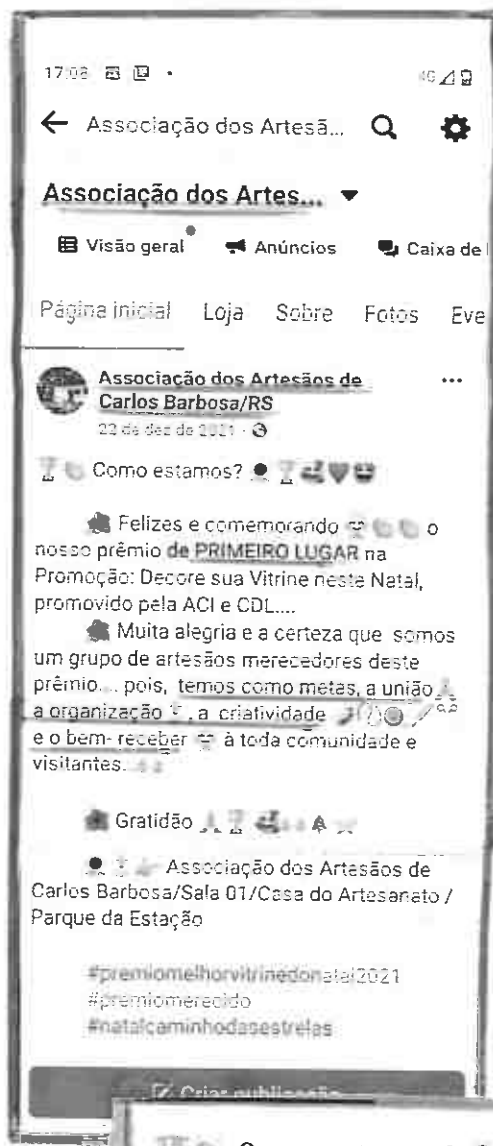 17:08
4G
Associação dos Artesã...
Associação dos Artes...
Visão geral Anúncios Caixa de
Página inicial Loja Sobre Fotos Eve
Associação dos Artesãos de
Carlos Barbosa/RS
22 de dez de 2021
Como estamos?
Felizes e comemorando o
nosso prêmio de PRIMEIRO LUGAR na
Promoção: Decore sua Vitrine neste Natal,
promovido pela ACI e CDL....
Muita alegria e a certeza que somos
um grupo de artesãos merecedores deste
prêmio... pois, temos como metas, a união
a organização , a criatividade
e o bem- receber à toda comunidade e
visitantes.
Gratidão
Associação dos Artesãos de
Carlos Barbosa/Sala 01/Casa do Artesanato /
Parque da Estação
#premiomelhorvitrinedonatal2021
#premiomerecido
#natalcaminhodasestrelas
Criar publicação